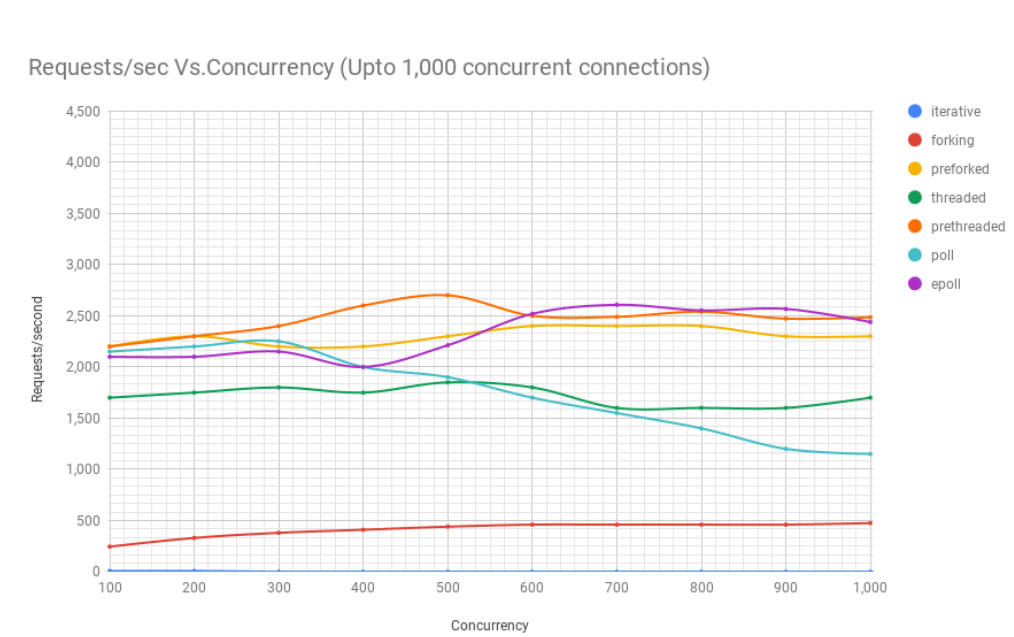 Requests/sec Vs.Concurrency (Upto 1,000 concurrent connections)
Requests/second
4,500
4,000
3,500
3,000
2,500
2,000
1,500
1,000
500
0
100 200 300 400 500 600 700 800 900 1,000
Concurrency
iterative
forking
preforked
threaded
prethreaded
poll
epoll